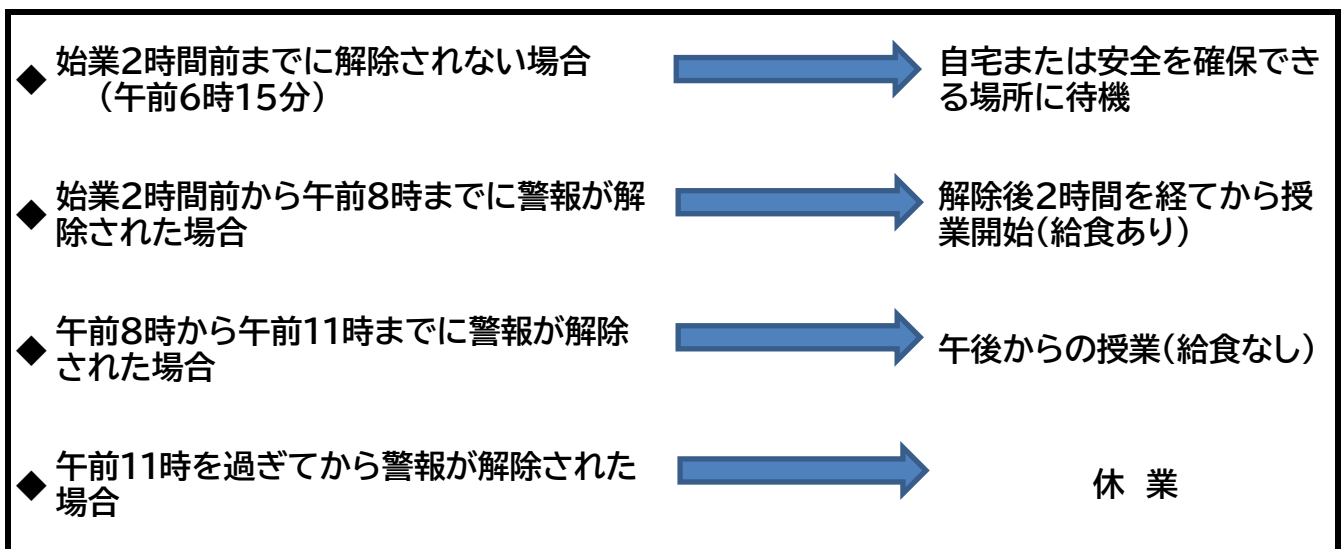 ◆ 始業2時間前までに解除されない場合
（午前6時15分）
自宅または安全を確保でき
る場所に待機
◆ 始業2時間前から午前8時までに警報が解
除された場合
解除後2時間を経てから授
業開始(給食あり)
◆ 午前8時から午前11時までに警報が解除
された場合
午後からの授業(給食なし)
◆ 午前11時を過ぎてから警報が解除された
場合
休 業